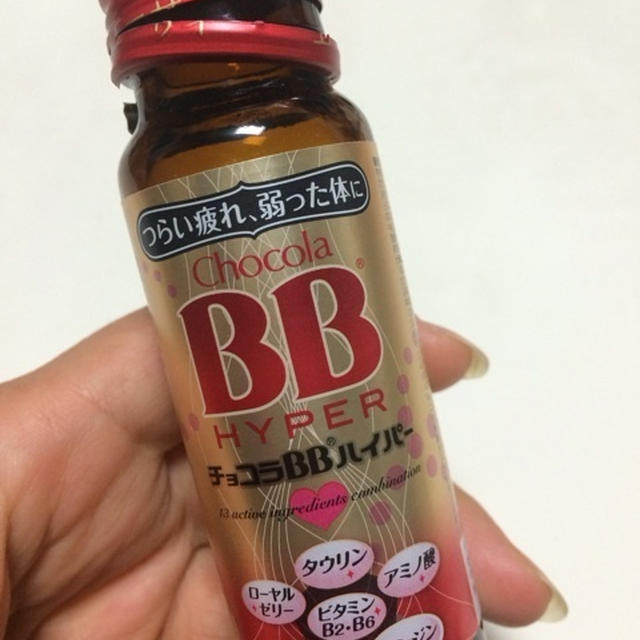 つらい疲れ、弱った体に
Chocola
BB®
HYPER
チョコラBB®ハイパー
13 active ingredients combination
タウリン
アミノ酸
ローヤル
ゼリー
ビタミン
B2・B6